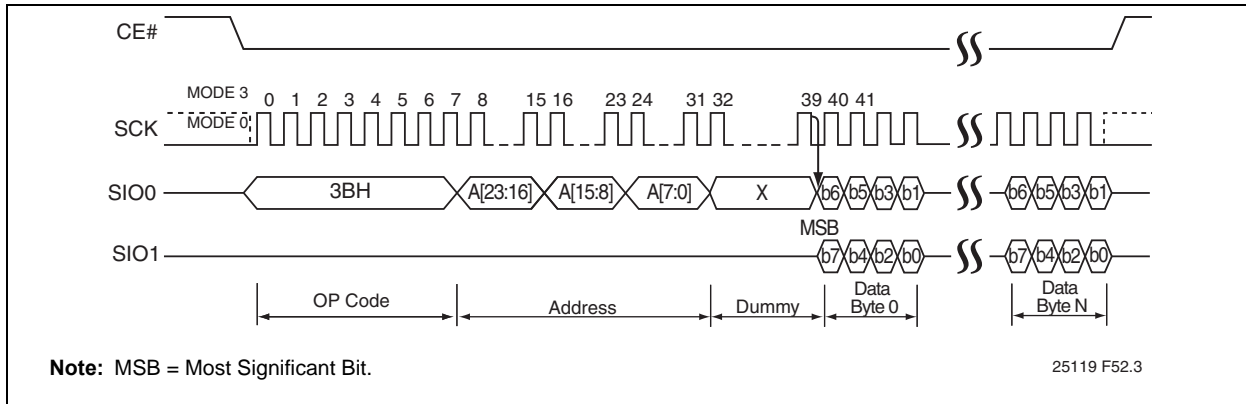 CE#
MODE 3
0 1 2 3 4 5 6 7 8 15 16 23 24 31 32 39 40 41
SCK
MODE 0
SIO0
3BH
A[23:16]
A[15:8]
A[7:0]
X
b6 b5 b3 b1
b6 b5 b3 b1
MSB
SIO1
b7 b4 b2 b0
b7 b4 b2 b0
OP Code
Address
Dummy
Data
Byte 0
Data
Byte N
Note: MSB = Most Significant Bit.
25119 F52.3